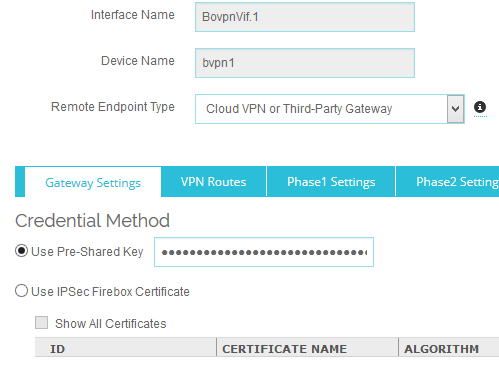 Interface Name BovpnVif.1
Device Name bvpn1
Remote Endpoint Type Cloud VPN or Third-Party Gateway
Gateway Settings VPN Routes Phase1 Settings Phase2 Setting
Credential Method
Use Pre-Shared Key
Use IPSec Firebox Certificate
Show All Certificates
ID CERTIFICATE NAME ALGORITHM